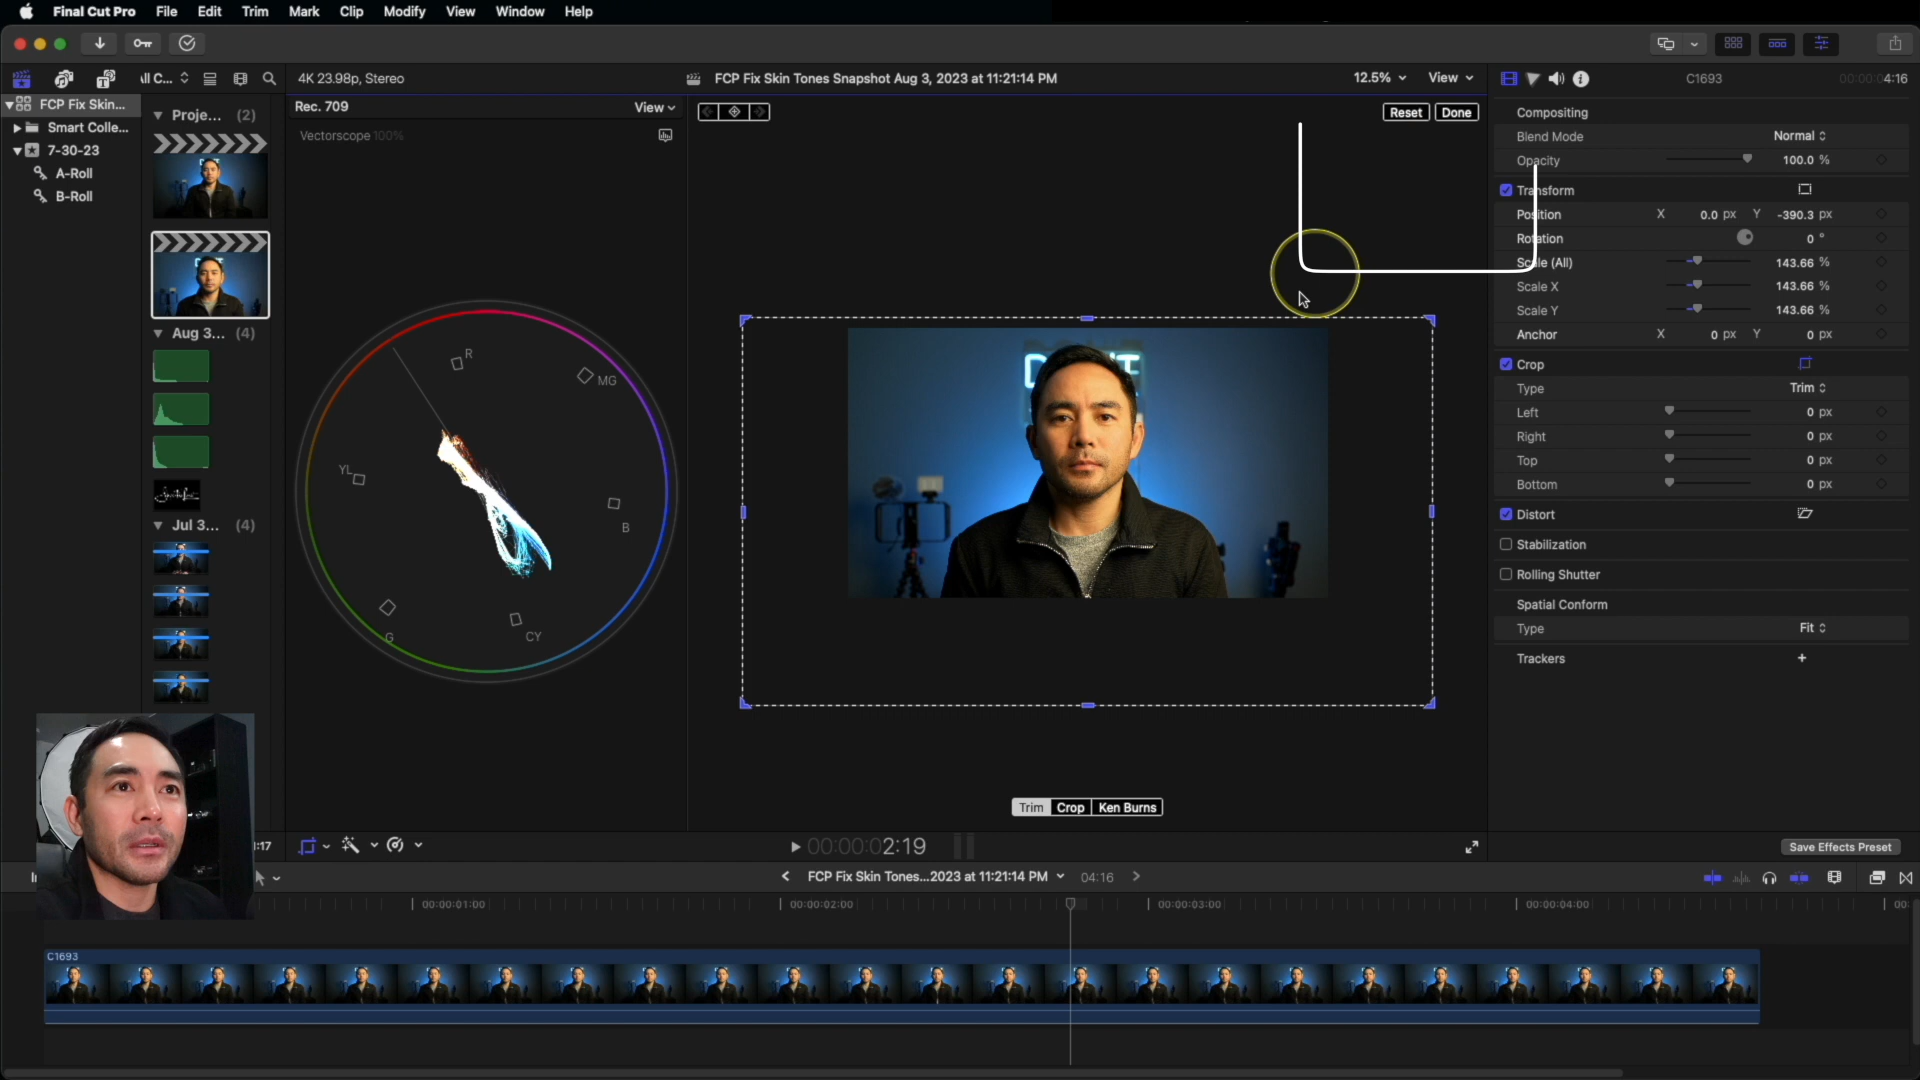 Final Cut Pro File Edit Trim Mark Clip Modify View Window Help
ll C...
4K 23.98p, Stereo
FCP Fix Skin Tones Snapshot Aug 3, 2023 at 11:21:14 PM
12.5%
View
C1693
00:00:04:16
FCP Fix Skin...
Smart Colle...
7-30-23
A-Roll
B-Roll
Proje... (2)
Aug 3... (4)
Jul 3... (4)
Rec. 709
View
Vectorscope 100%
R
MG
YL
B
G
CY
Reset
Done
Trim
Crop
Ken Burns
Compositing
Blend Mode Normal
Opacity 100.0 %
Transform
Position X 0.0 px Y -390.3 px
Rotation 0 °
Scale (All) 143.66 %
Scale X 143.66 %
Scale Y 143.66 %
Anchor X 0 px Y 0 px
Crop
Type Trim
Left 0 px
Right 0 px
Top 0 px
Bottom 0 px
Distort
Stabilization
Rolling Shutter
Spatial Conform
Type Fit
Trackers +
:17
00:00:02:19
Save Effects Preset
FCP Fix Skin Tones...2023 at 11:21:14 PM
04:16
00:00:01:00
00:00:02:00
00:00:03:00
00:00:04:00
00:
C1693